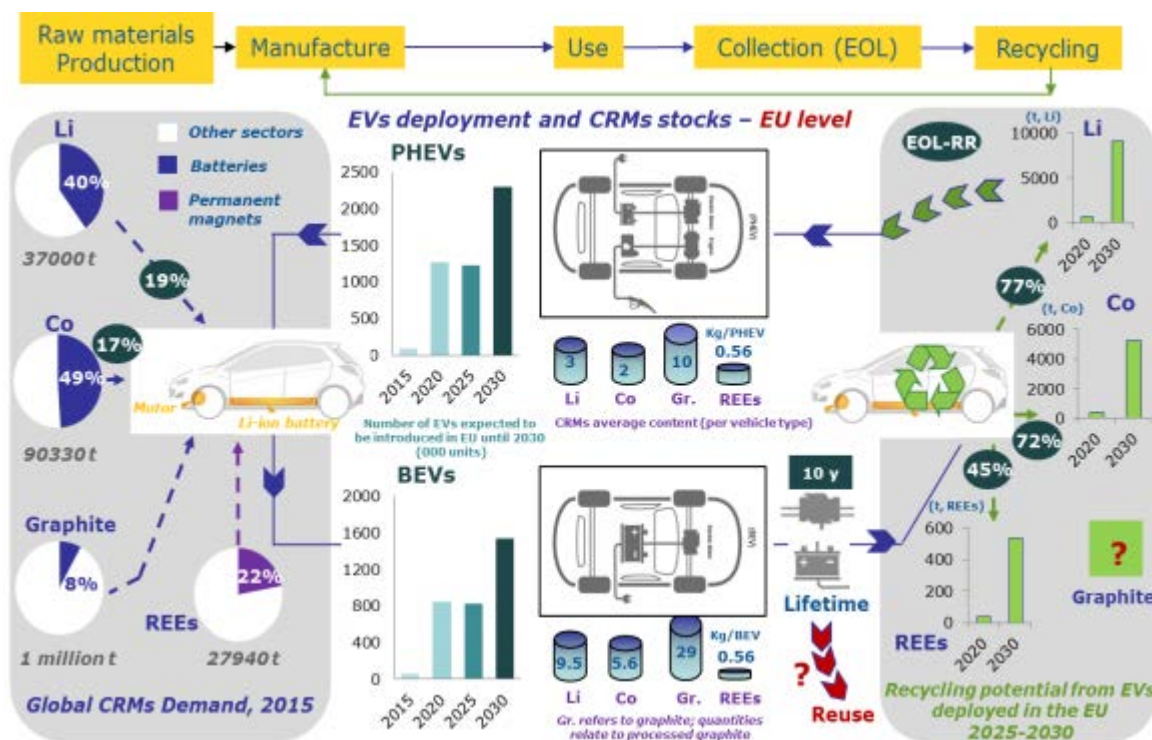 Raw materials
Production
Manufacture
Use
Collection (EOL)
Recycling
EVs deployment and CRMs stocks – EU level
Li
40%
37000 t
19%
Other sectors
Batteries
Permanent
magnets
Co
49%
17%
90330 t
Motor
Li-ion battery
Graphite
8%
1 million t
REEs
22%
27940 t
Global CRMs Demand, 2015
PHEVs
2500
2000
1500
1000
500
0
2015
2020
2025
2030
Number of EVs expected to
be introduced in EU until 2030
(000 units)
BEVs
2000
1600
1200
800
400
0
2015
2020
2025
2030
(PHEV)
Kg/PHEV
3
2
10
0.56
Li
Co
Gr.
REEs
CRMs average content (per vehicle type)
(BEV)
Kg/BEV
9.5
5.6
29
0.56
Li
Co
Gr.
REEs
Gr. refers to graphite; quantities
relate to processed graphite
10 y
Lifetime
?
Reuse
EOL-RR
(t, Li)
Li
10000
5000
0
2020
2030
77%
(t, Co)
Co
6000
4000
2000
0
2020
2030
72%
45%
(t, REEs)
600
400
200
0
2020
2030
REEs
?
Graphite
Recycling potential from EVs
deployed in the EU
2025-2030